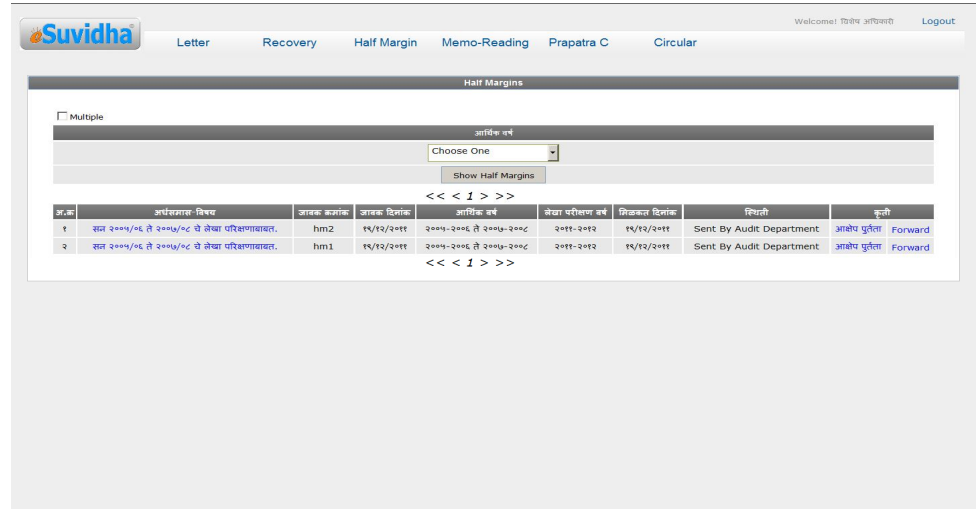 eSuvidha
Welcome! विशेष अधिकारी Logout
Letter Recovery Half Margin Memo-Reading Prapatra C Circular
Half Margins
Multiple
आर्थिक वर्ष
Choose One
Show Half Margins
<< < 1 > >>
अ.क्र अर्धसमास-विषय जावक क्रमांक जावक दिनांक आर्थिक वर्ष लेखा परीक्षण वर्ष मिळकत दिनांक स्थिती कृती
१ सन २००५/०६ ते २००७/०८ चे लेखा परिक्षणाबाबत. hm2 १९/१२/२०११ २००५-२००६ ते २००७-२००८ २०११-२०१२ १९/१२/२०११ Sent By Audit Department आक्षेप पुर्तता Forward
२ सन २००५/०६ ते २००७/०८ चे लेखा परिक्षणाबाबत. hm1 १९/१२/२०११ २००५-२००६ ते २००७-२००८ २०११-२०१२ १९/१२/२०११ Sent By Audit Department आक्षेप पुर्तता Forward
<< < 1 > >>